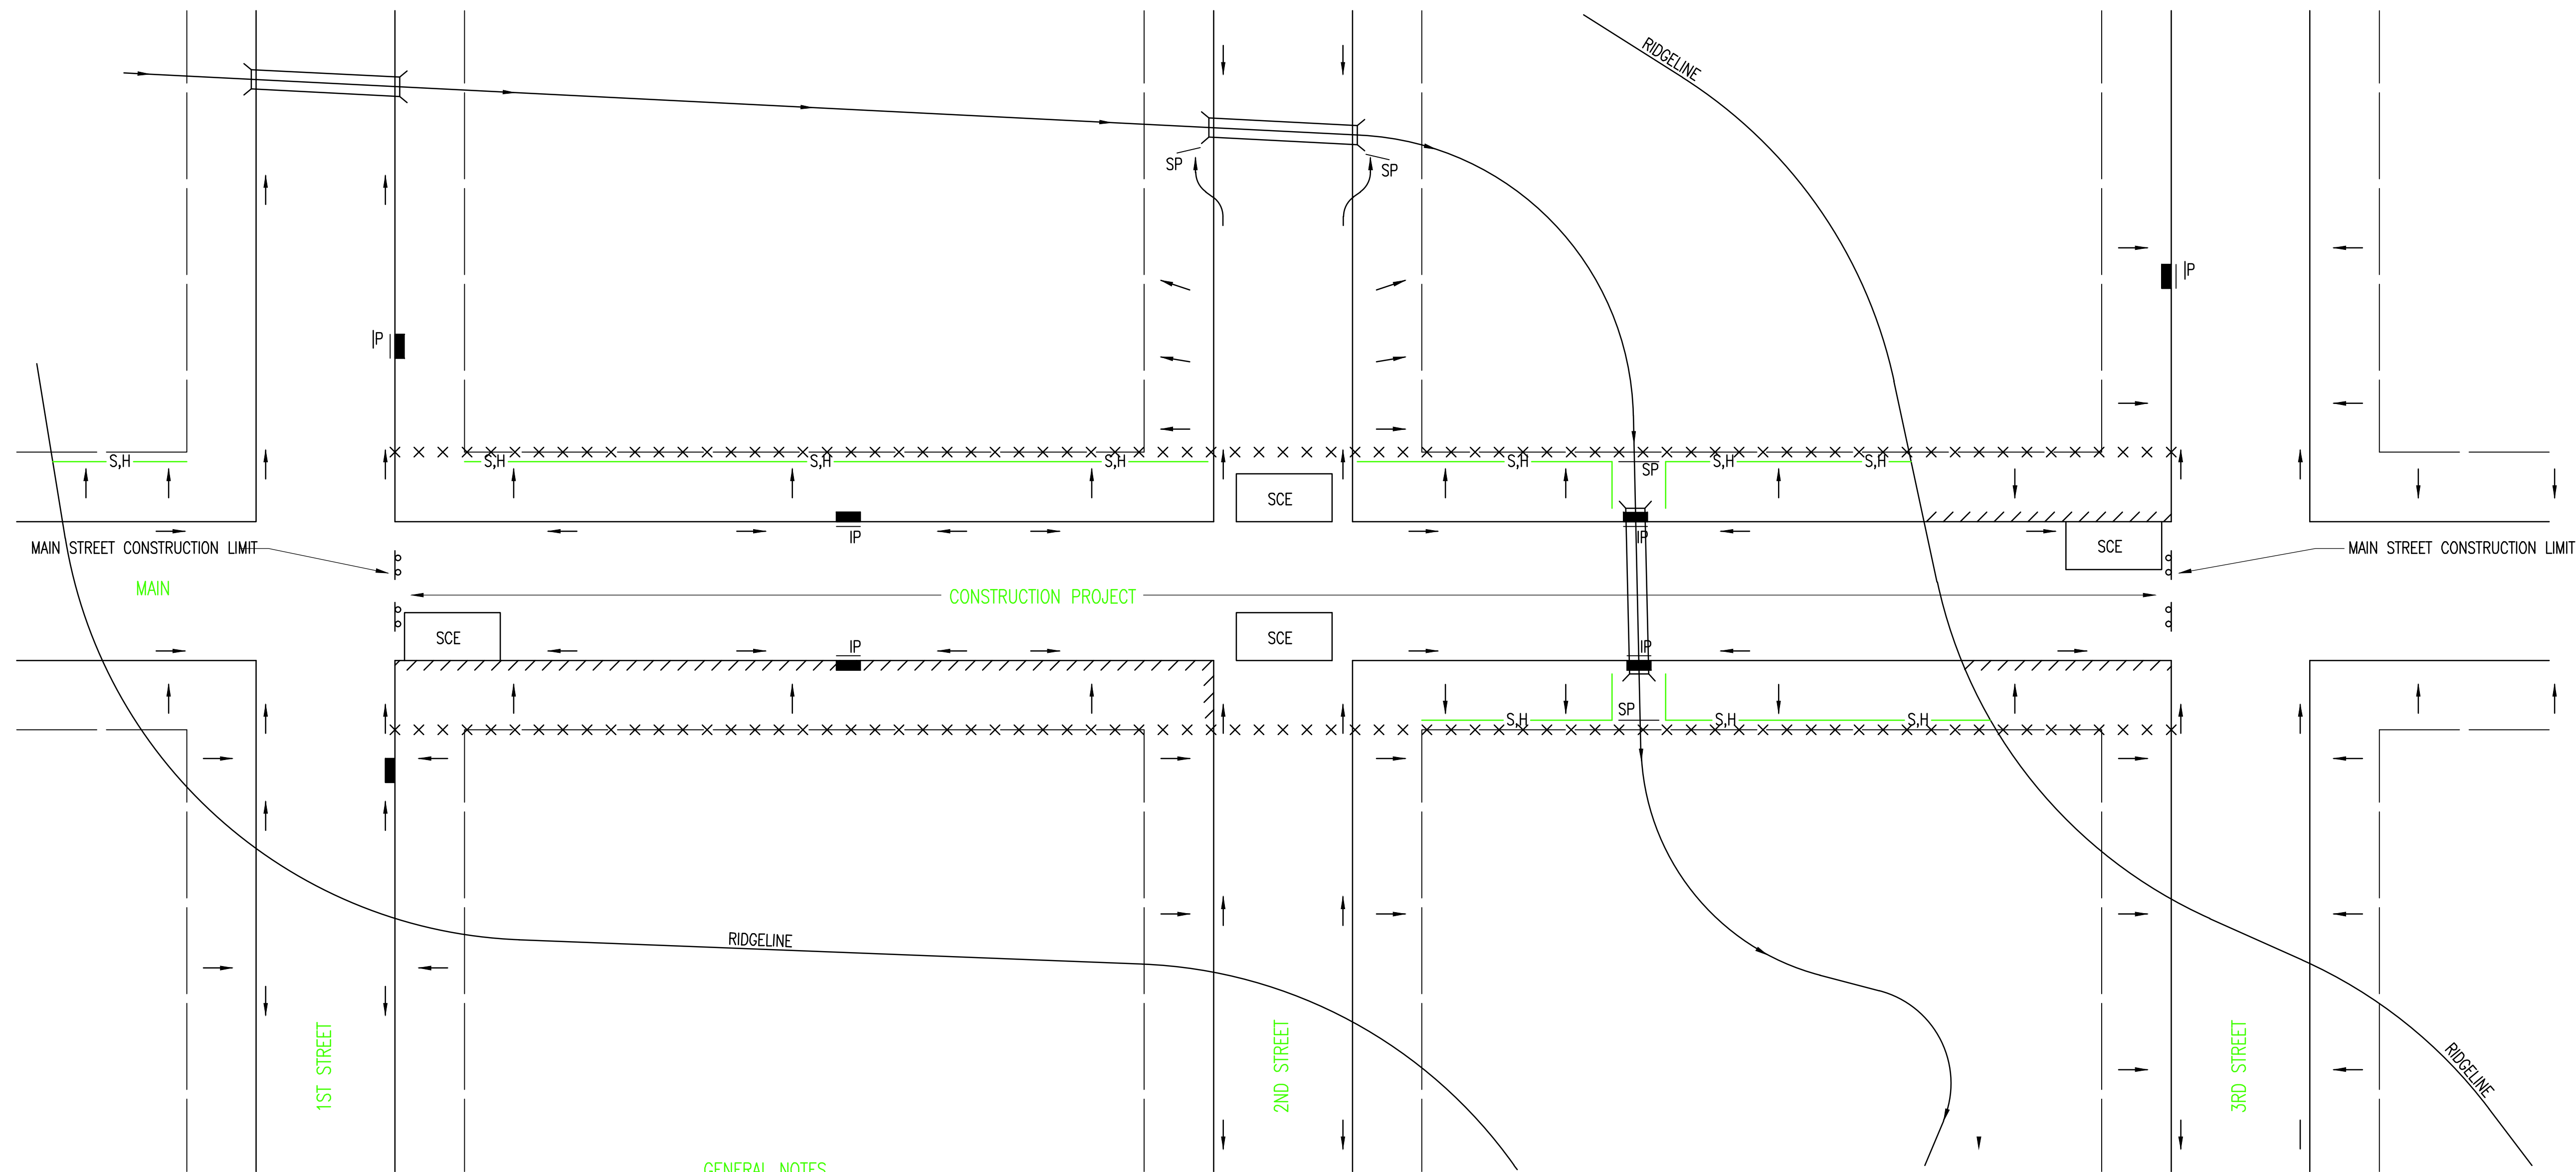 RIDGELINE
SP
SP
IP
IP
S,H
S,H
S,H
S,H
S,H
SP
S,H
S,H
SCE
IP
IP
MAIN STREET CONSTRUCTION LIMIT
SCE
MAIN STREET CONSTRUCTION LIMIT
MAIN
CONSTRUCTION PROJECT
SCE
SCE
IP
IP
SP
S,H
S,H
S,H
RIDGELINE
1ST STREET
2ND STREET
3RD STREET
RIDGELINE
GENERAL NOTES